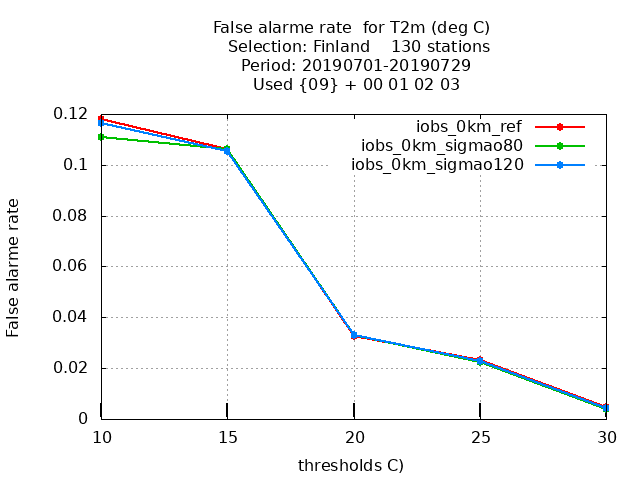 False alarme rate  for T2m (deg C)
Selection: Finland    130 stations
Period: 20190701-20190729
Used {09} + 00 01 02 03
iobs_0km_ref
iobs_0km_sigmao80
iobs_0km_sigmao120
False alarme rate
0.12
0.1
0.08
0.06
0.04
0.02
0
10 15 20 25 30
thresholds C)